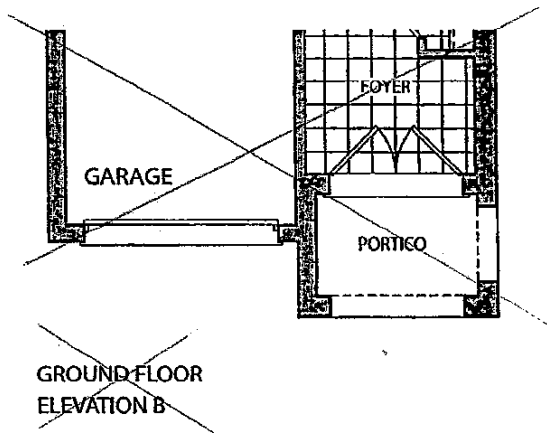 FOYER
GARAGE
PORTICO
GROUND FLOOR
ELEVATION B